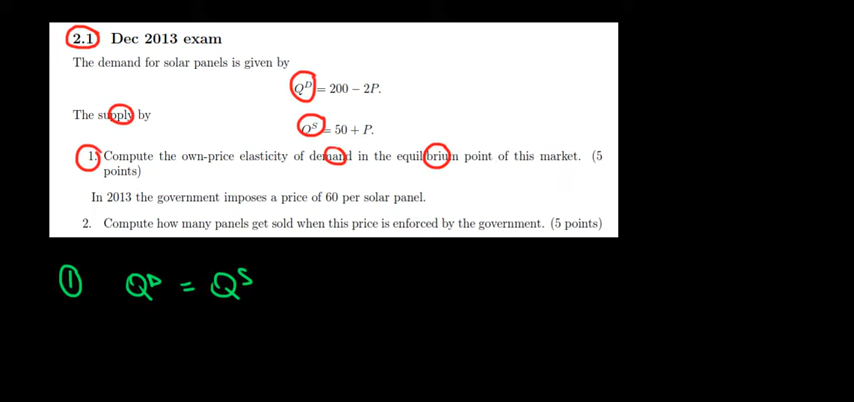 2.1 Dec 2013 exam
The demand for solar panels is given by
Q^D = 200 − 2P.
The supply by
Q^S = 50 + P.
1. Compute the own-price elasticity of demand in the equilibrium point of this market. (5
points)
In 2013 the government imposes a price of 60 per solar panel.
2. Compute how many panels get sold when this price is enforced by the government. (5 points)
① Q^D = Q^S